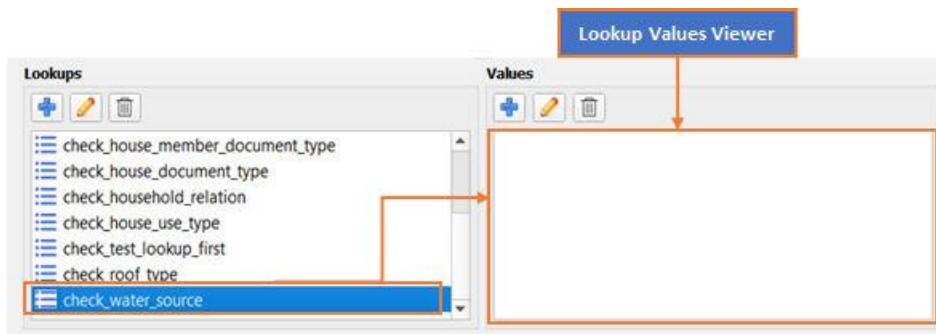 Lookup Values Viewer
Lookups
Values
check_house_member_document_type
check_house_document_type
check_household_relation
check_house_use_type
check_test_lookup_first
check_roof_type
check_water_source